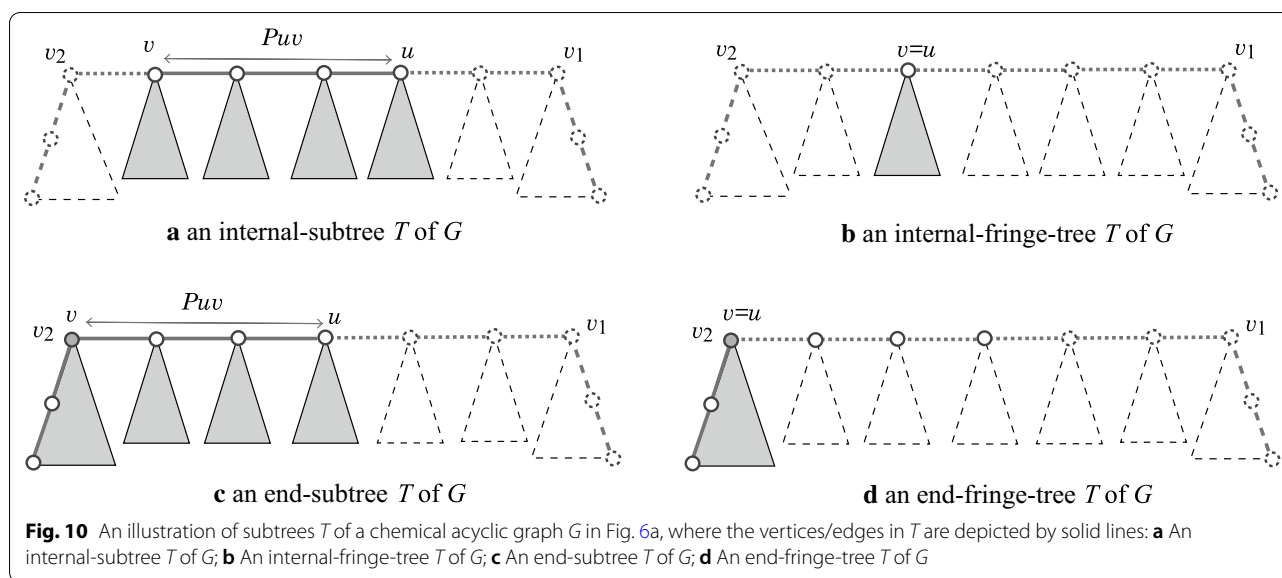 v2 v Puv u v1
v2 v=u v1
a an internal-subtree T of G
b an internal-fringe-tree T of G
v2 v Puv u v1
v2 v=u v1
c an end-subtree T of G
d an end-fringe-tree T of G
Fig. 10 An illustration of subtrees T of a chemical acyclic graph G in Fig. 6a, where the vertices/edges in T are depicted by solid lines: a An
internal-subtree T of G; b An internal-fringe-tree T of G; c An end-subtree T of G; d An end-fringe-tree T of G